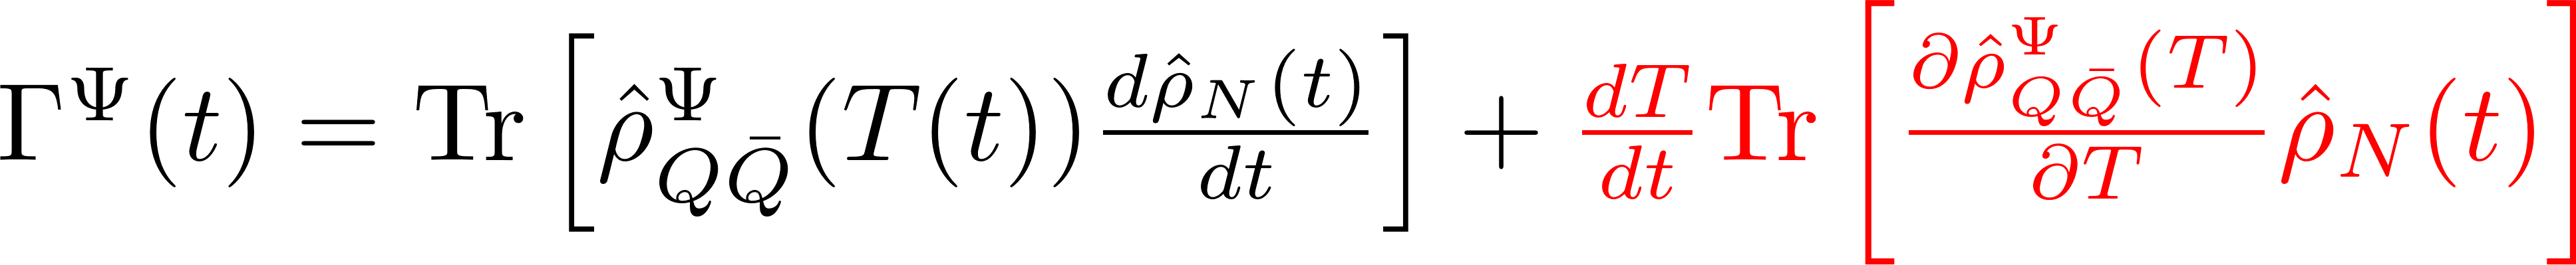 Γ^Ψ(t) = Tr [ρ̂^Ψ_{QQ̄}(T(t)) dρ̂_N(t)/dt] + dT/dt Tr [∂ρ̂^Ψ_{QQ̄}(T)/∂T ρ̂_N(t)]